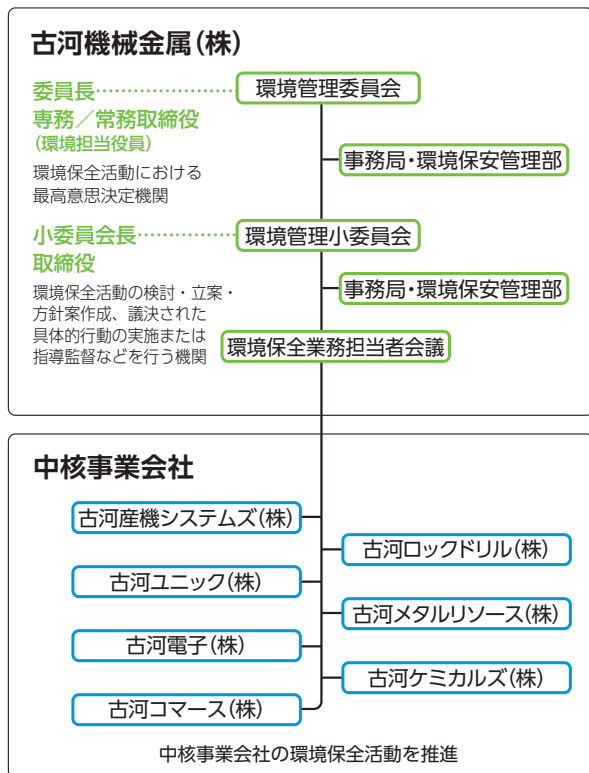 古河機械金属(株)
委員長……………………
環境管理委員会
専務／常務取締役
(環境担当役員)
環境保全活動における
最高意思決定機関
事務局・環境保安管理部
小委員会長……………
環境管理小委員会
取締役
環境保全活動の検討・立案・
方針案作成、議決された
具体的行動の実施または
指導監督などを行う機関
事務局・環境保安管理部
環境保全業務担当者会議
中核事業会社
古河産機システムズ(株)
古河ロックドリル(株)
古河ユニック(株)
古河メタルリソース(株)
古河電子(株)
古河ケミカルズ(株)
古河コマース(株)
中核事業会社の環境保全活動を推進